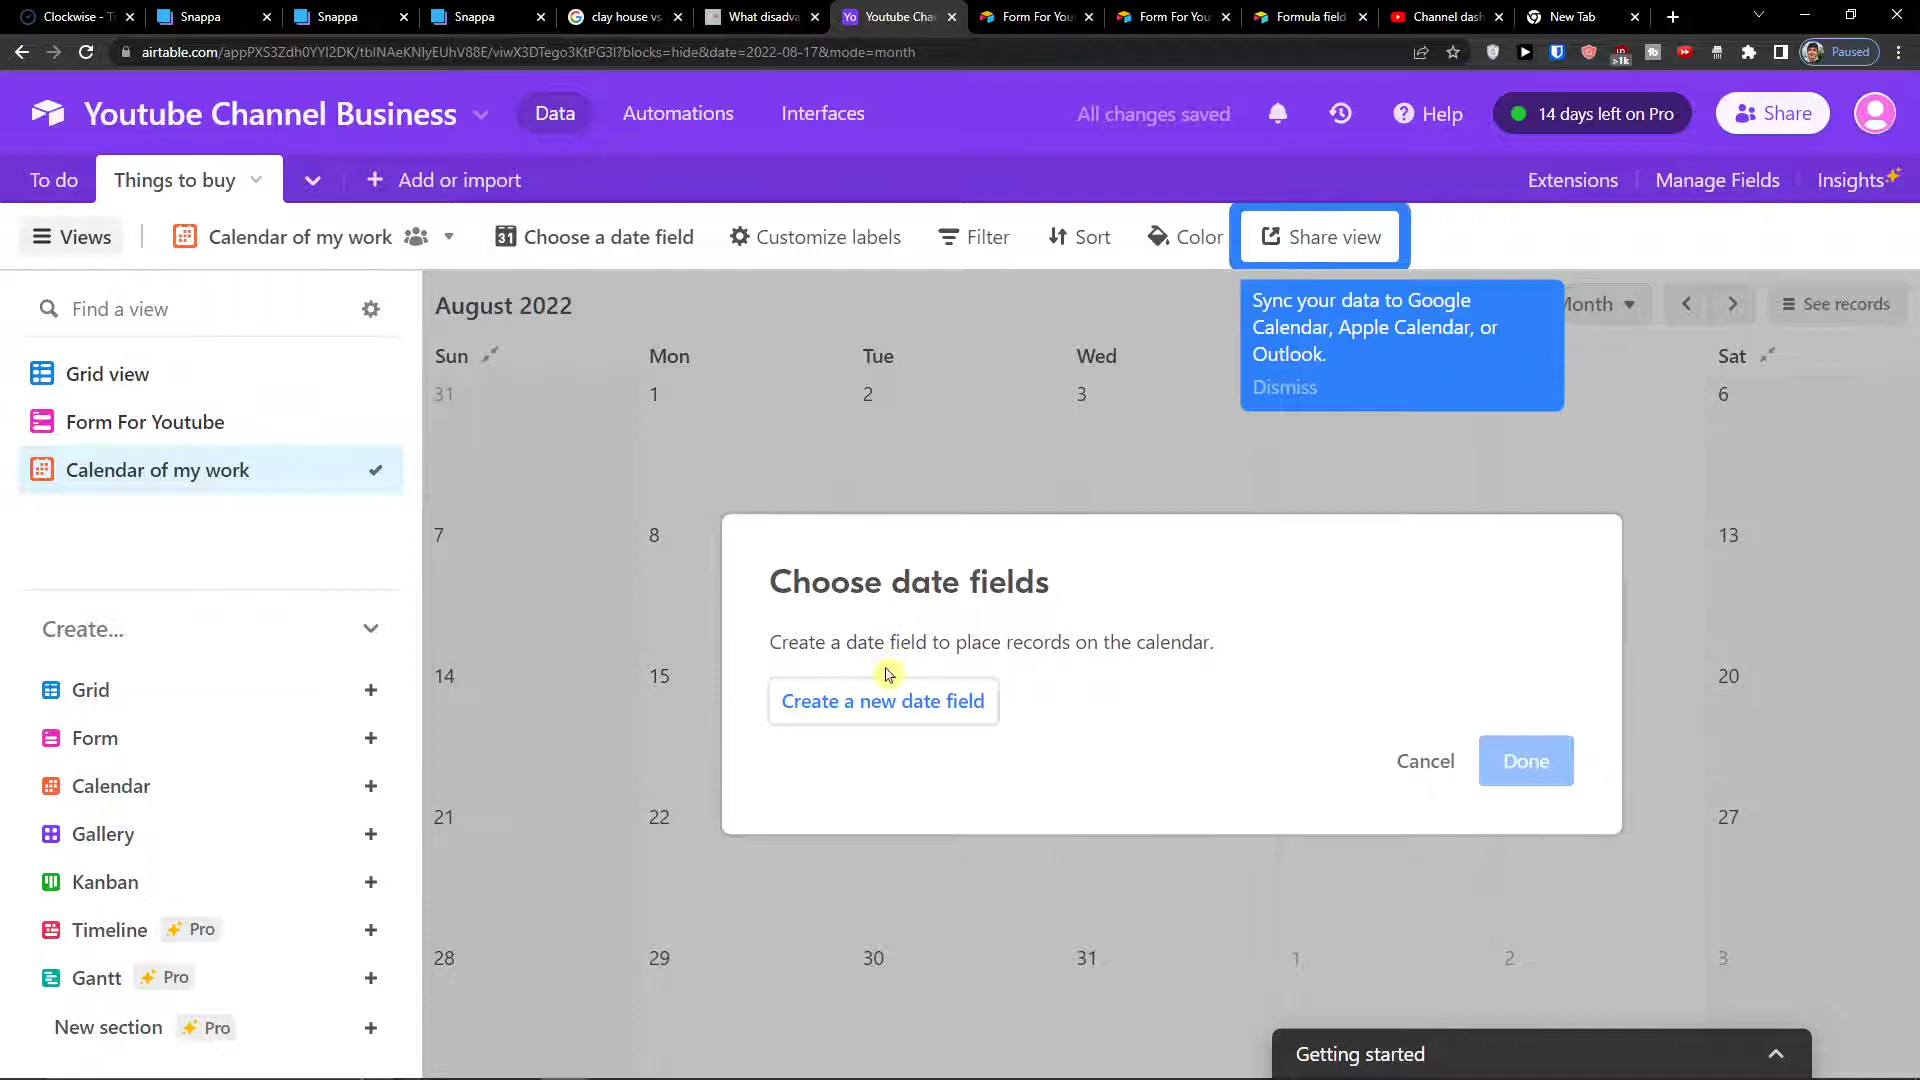 Clockwise - Ti
Snappa
Snappa
Snappa
clay house vs
What disadva
Youtube Cha
Form For You
Form For You
Formula field
Channel dash
New Tab
airtable.com/appPXS3Zdh0YYI2DK/tblNAeKNlyEUhV88E/viwX3DTego3KtPG3l?blocks=hide&date=2022-08-17&mode=month
>1k
Paused
Youtube Channel Business
Data
Automations
Interfaces
All changes saved
Help
14 days left on Pro
Share
To do
Things to buy
Add or import
Extensions
Manage Fields
Insights
Views
Calendar of my work
31 Choose a date field
Customize labels
Filter
Sort
Color
Share view
Find a view
August 2022
Sync your data to Google
Calendar, Apple Calendar, or
Outlook.
Dismiss
Month
See records
Sun Mon Tue Wed Sat
31 1 2 3 6
Grid view
Form For Youtube
Calendar of my work
7 8 13
Choose date fields
Create a date field to place records on the calendar.
Create a new date field
Cancel
Done
14 15 20
21 22 27
28 29 30 31 1 2 3
Create...
Grid
Form
Calendar
Gallery
Kanban
Timeline Pro
Gantt Pro
New section Pro
Getting started